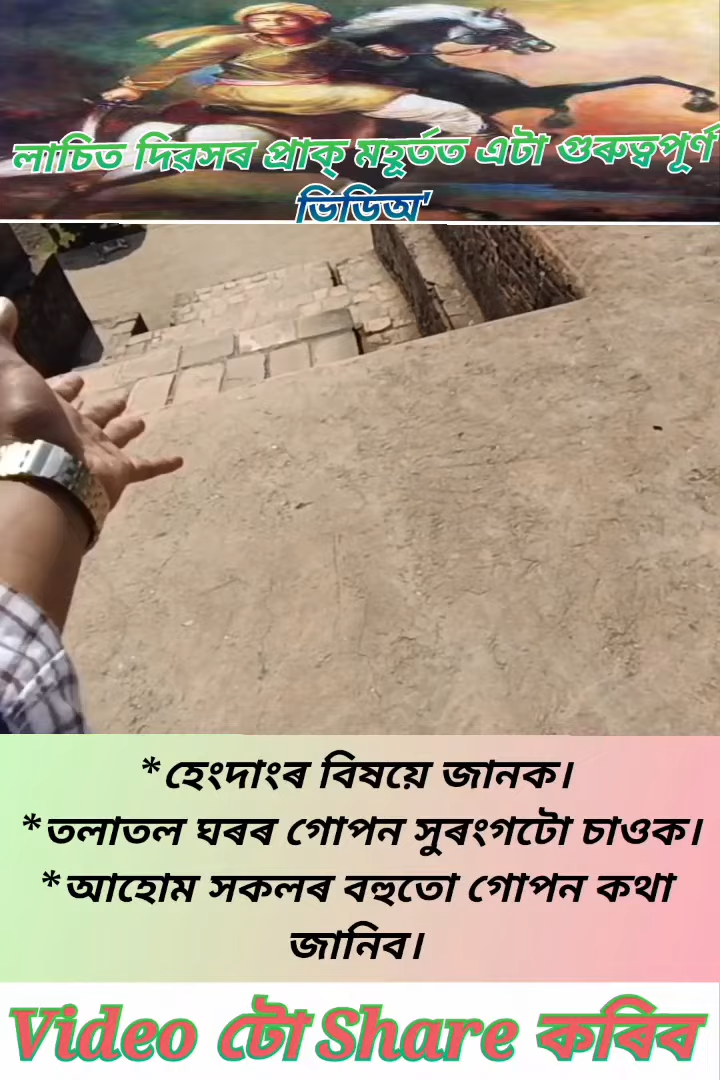 লাচিত দিৱসৰ প্ৰাক্ মহূৰ্তত এটা গুৰুত্বপূৰ্ণ
ভিডিঅ'
*হেংদাংৰ বিষয়ে জানক।
*তলাতল ঘৰৰ গোপন সুৰংগটো চাওক।
*আহোম সকলৰ বহুতো গোপন কথা
জানিব।
Video টো Share কৰিব